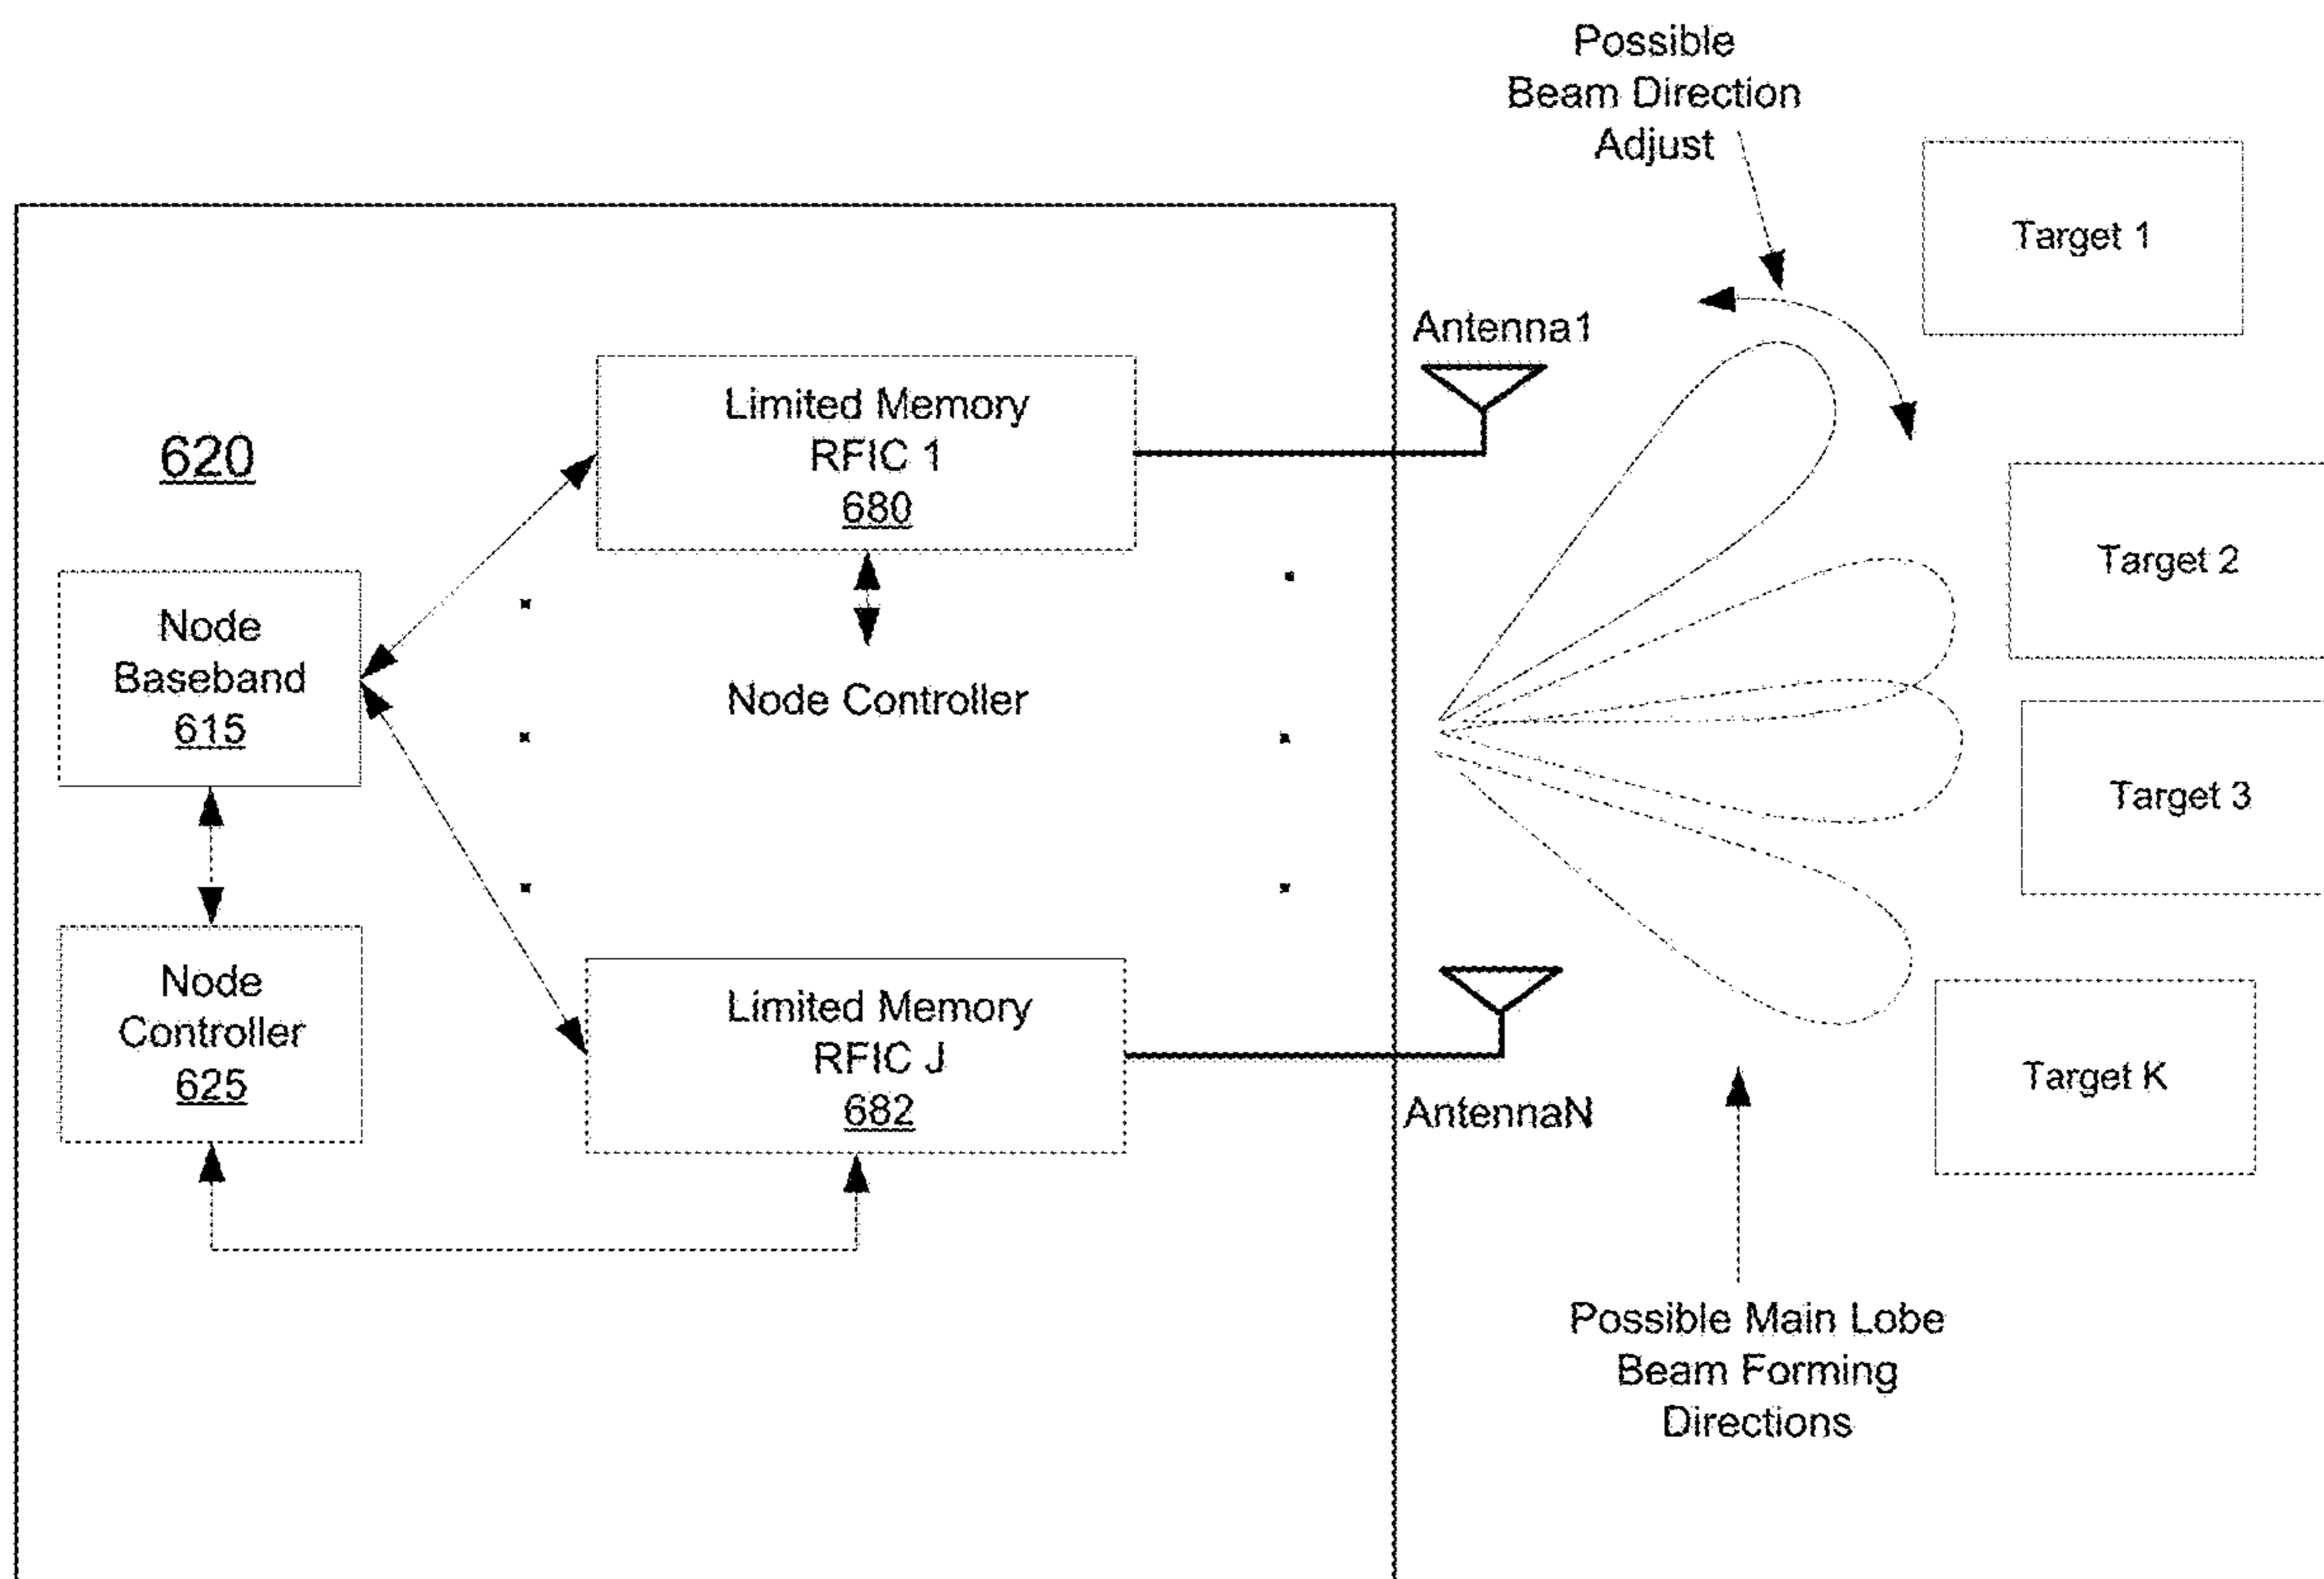 Possible
Beam Direction
Adjust
Target 1
Antenna1
Limited Memory
RFIC 1
680
620
Target 2
Node
Baseband
615
Node Controller
Target 3
Node
Controller
625
Limited Memory
RFIC J
682
AntennaN
Target K
Possible Main Lobe
Beam Forming
Directions